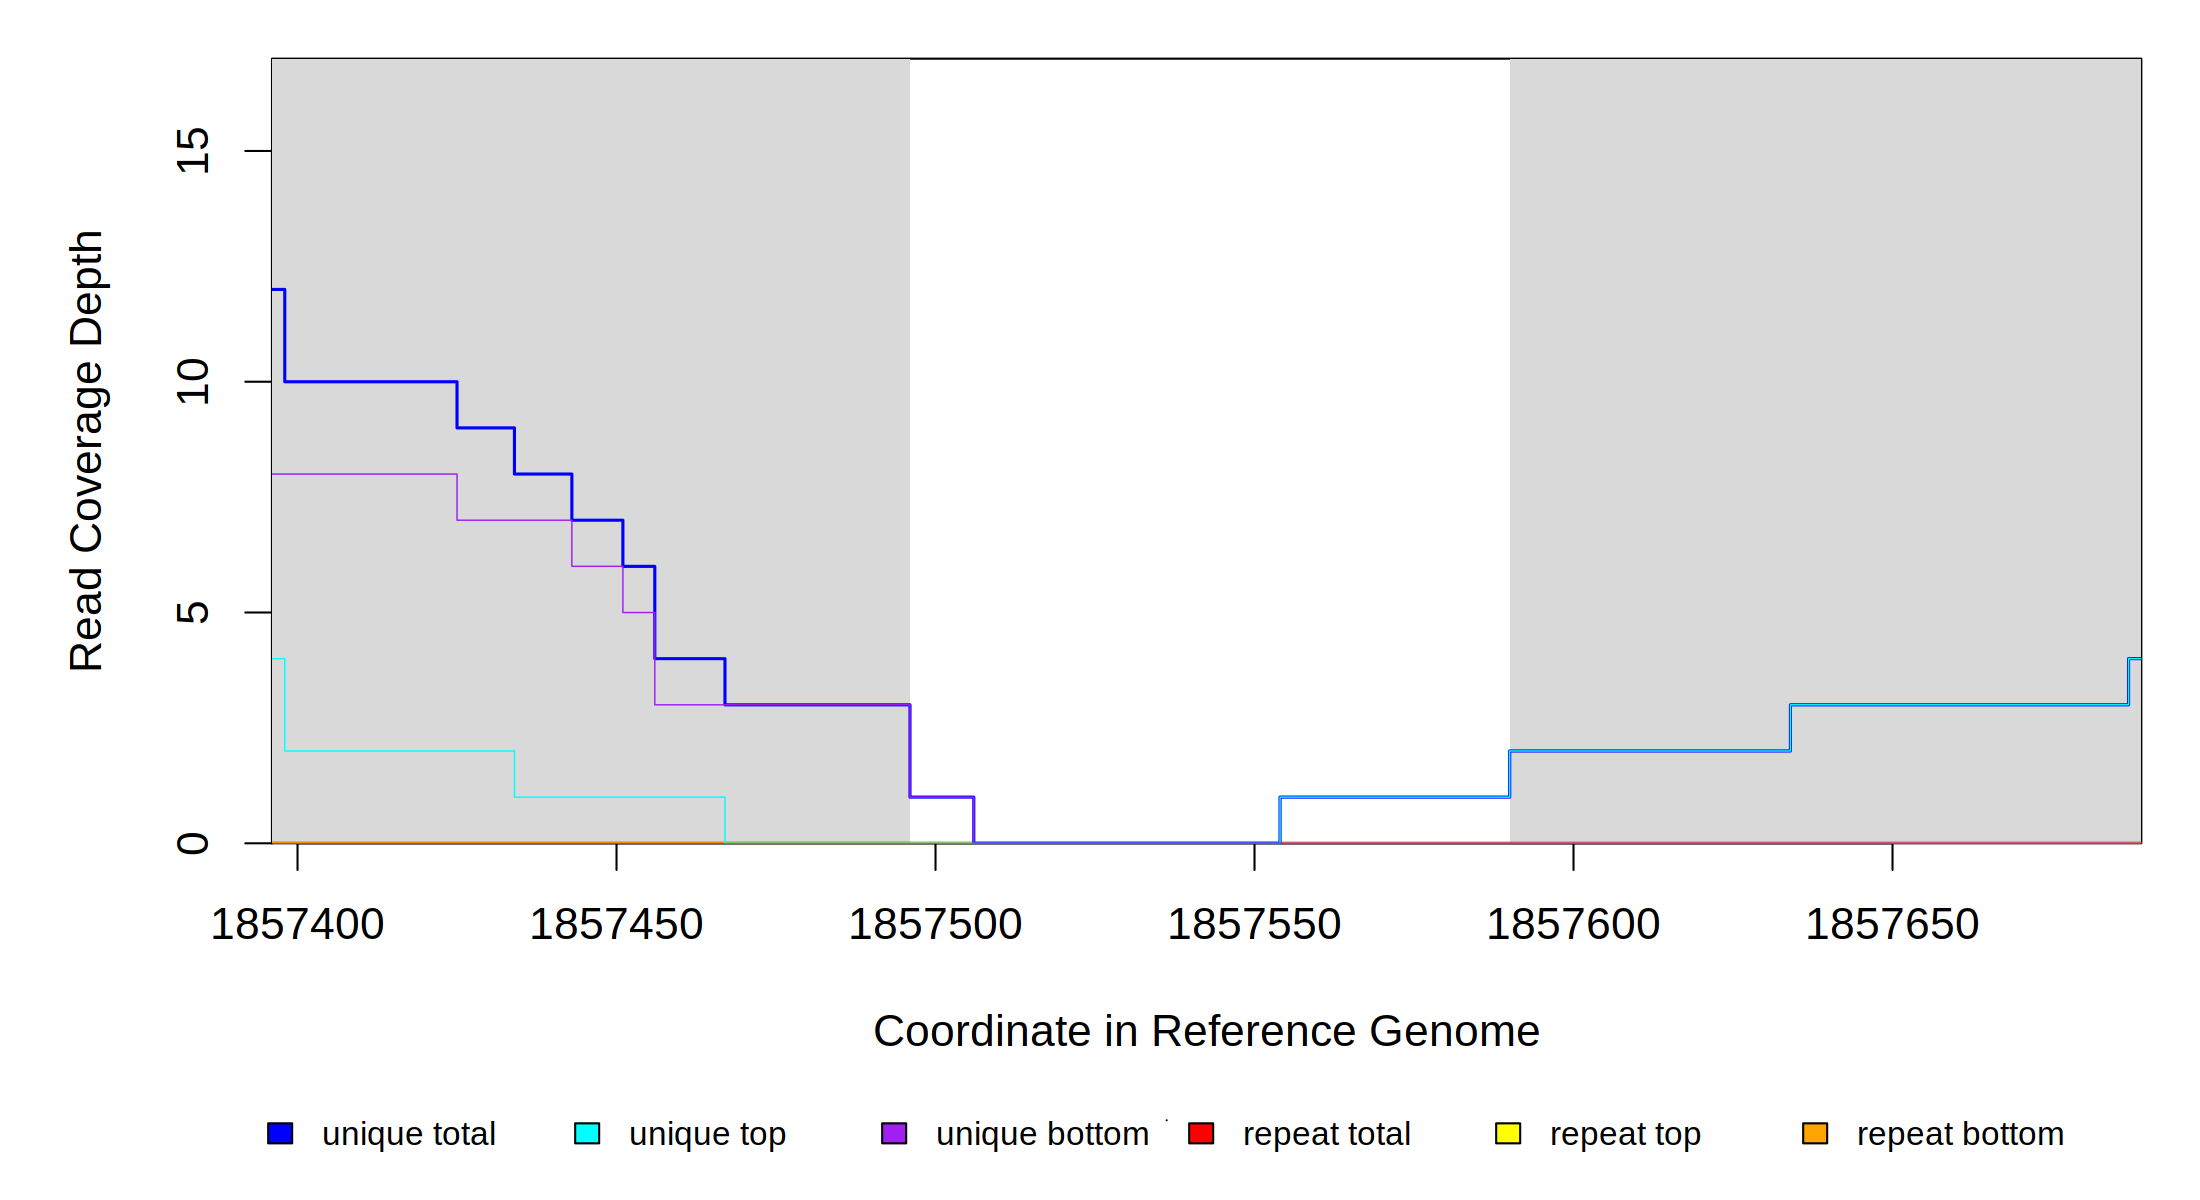 Read Coverage Depth
15
10
5
0
1857400 1857450 1857500 1857550 1857600 1857650
Coordinate in Reference Genome
unique total unique top unique bottom repeat total repeat top repeat bottom